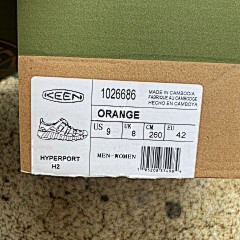 KEEN
1026686
MADE IN CAMBODIA
FABRIQUE AU CAMBODGE
HECHO EN CAMBOYA
ORANGE
US 9 UK 8 CM 260 EU 42
HYPERPORT
H2
MEN-WOMEN